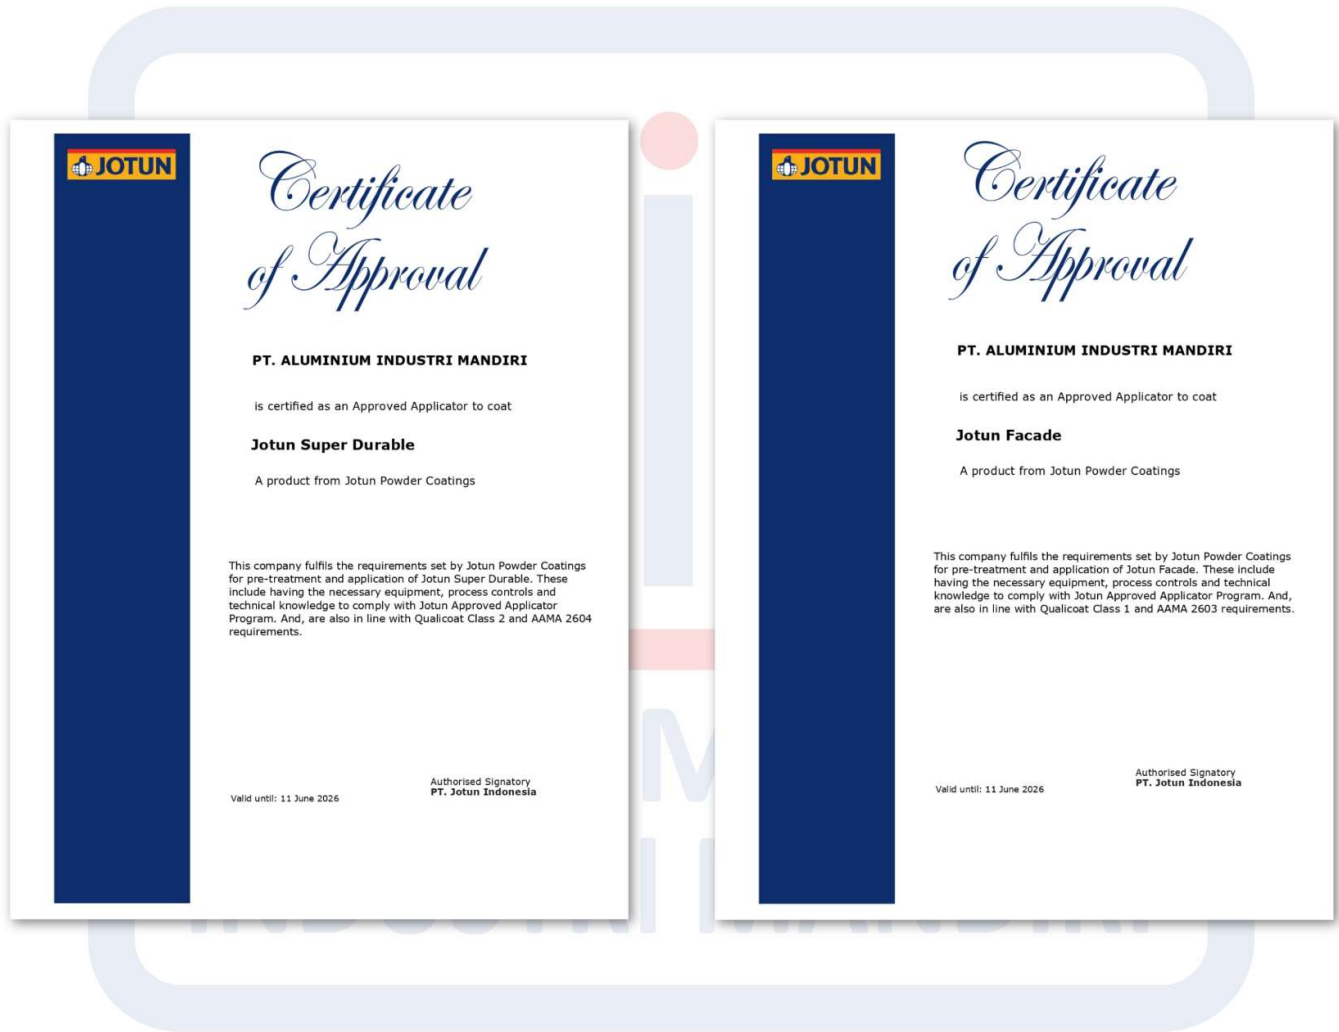 JOTUN
Certificate
of Approval
PT. ALUMINIUM INDUSTRI MANDIRI
is certified as an Approved Applicator to coat
Jotun Super Durable
A product from Jotun Powder Coatings
This company fulfils the requirements set by Jotun Powder Coatings
for pre-treatment and application of Jotun Super Durable. These
include having the necessary equipment, process controls and
technical knowledge to comply with Jotun Approved Applicator
Program. And, are also in line with Qualicoat Class 2 and AAMA 2604
requirements.
Authorised Signatory
PT. Jotun Indonesia
Valid until: 11 June 2026
JOTUN
Certificate
of Approval
PT. ALUMINIUM INDUSTRI MANDIRI
is certified as an Approved Applicator to coat
Jotun Facade
A product from Jotun Powder Coatings
This company fulfils the requirements set by Jotun Powder Coatings
for pre-treatment and application of Jotun Facade. These include
having the necessary equipment, process controls and technical
knowledge to comply with Jotun Approved Applicator Program. And,
are also in line with Qualicoat Class 1 and AAMA 2603 requirements.
Authorised Signatory
PT. Jotun Indonesia
Valid until: 11 June 2026
INDUSTRI MANDIRI